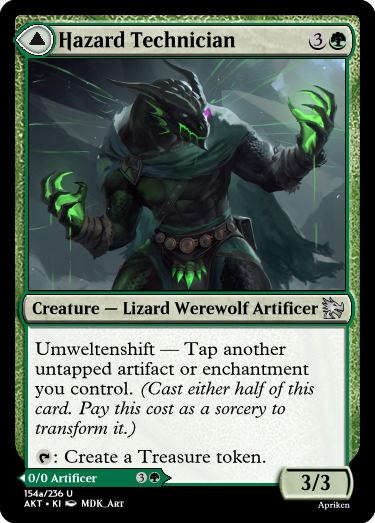 Hazard Technician 3
Creature — Lizard Werewolf Artificer
Umweltenshift — Tap another
untapped artifact or enchantment
you control. (Cast either half of this
card. Pay this cost as a sorcery to
transform it.)
: Create a Treasure token.
0/0 Artificer 3
3/3
154a/236 U
AKT • KI MDK_Art
Apriken